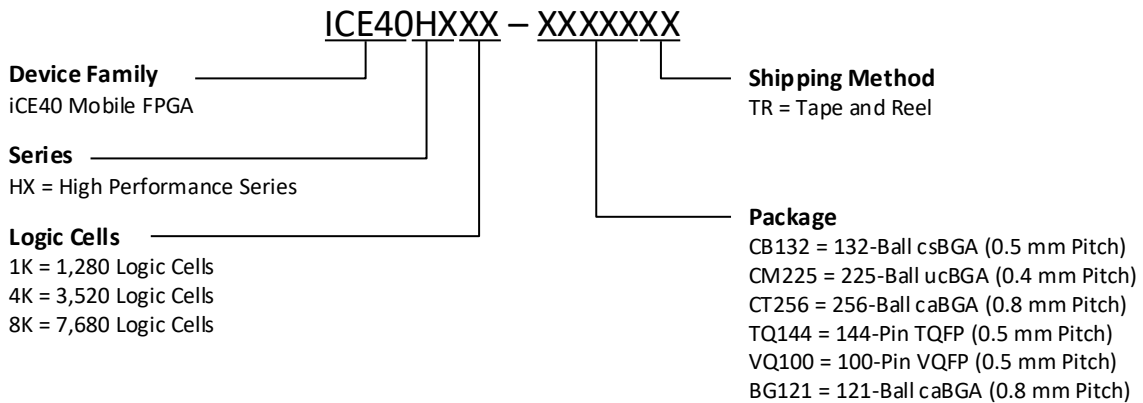 ICE40HXXX – XXXXXXX
Device Family
iCE40 Mobile FPGA
Series
HX = High Performance Series
Logic Cells
1K = 1,280 Logic Cells
4K = 3,520 Logic Cells
8K = 7,680 Logic Cells
Shipping Method
TR = Tape and Reel
Package
CB132 = 132-Ball csBGA (0.5 mm Pitch)
CM225 = 225-Ball ucBGA (0.4 mm Pitch)
CT256 = 256-Ball caBGA (0.8 mm Pitch)
TQ144 = 144-Pin TQFP (0.5 mm Pitch)
VQ100 = 100-Pin VQFP (0.5 mm Pitch)
BG121 = 121-Ball caBGA (0.8 mm Pitch)